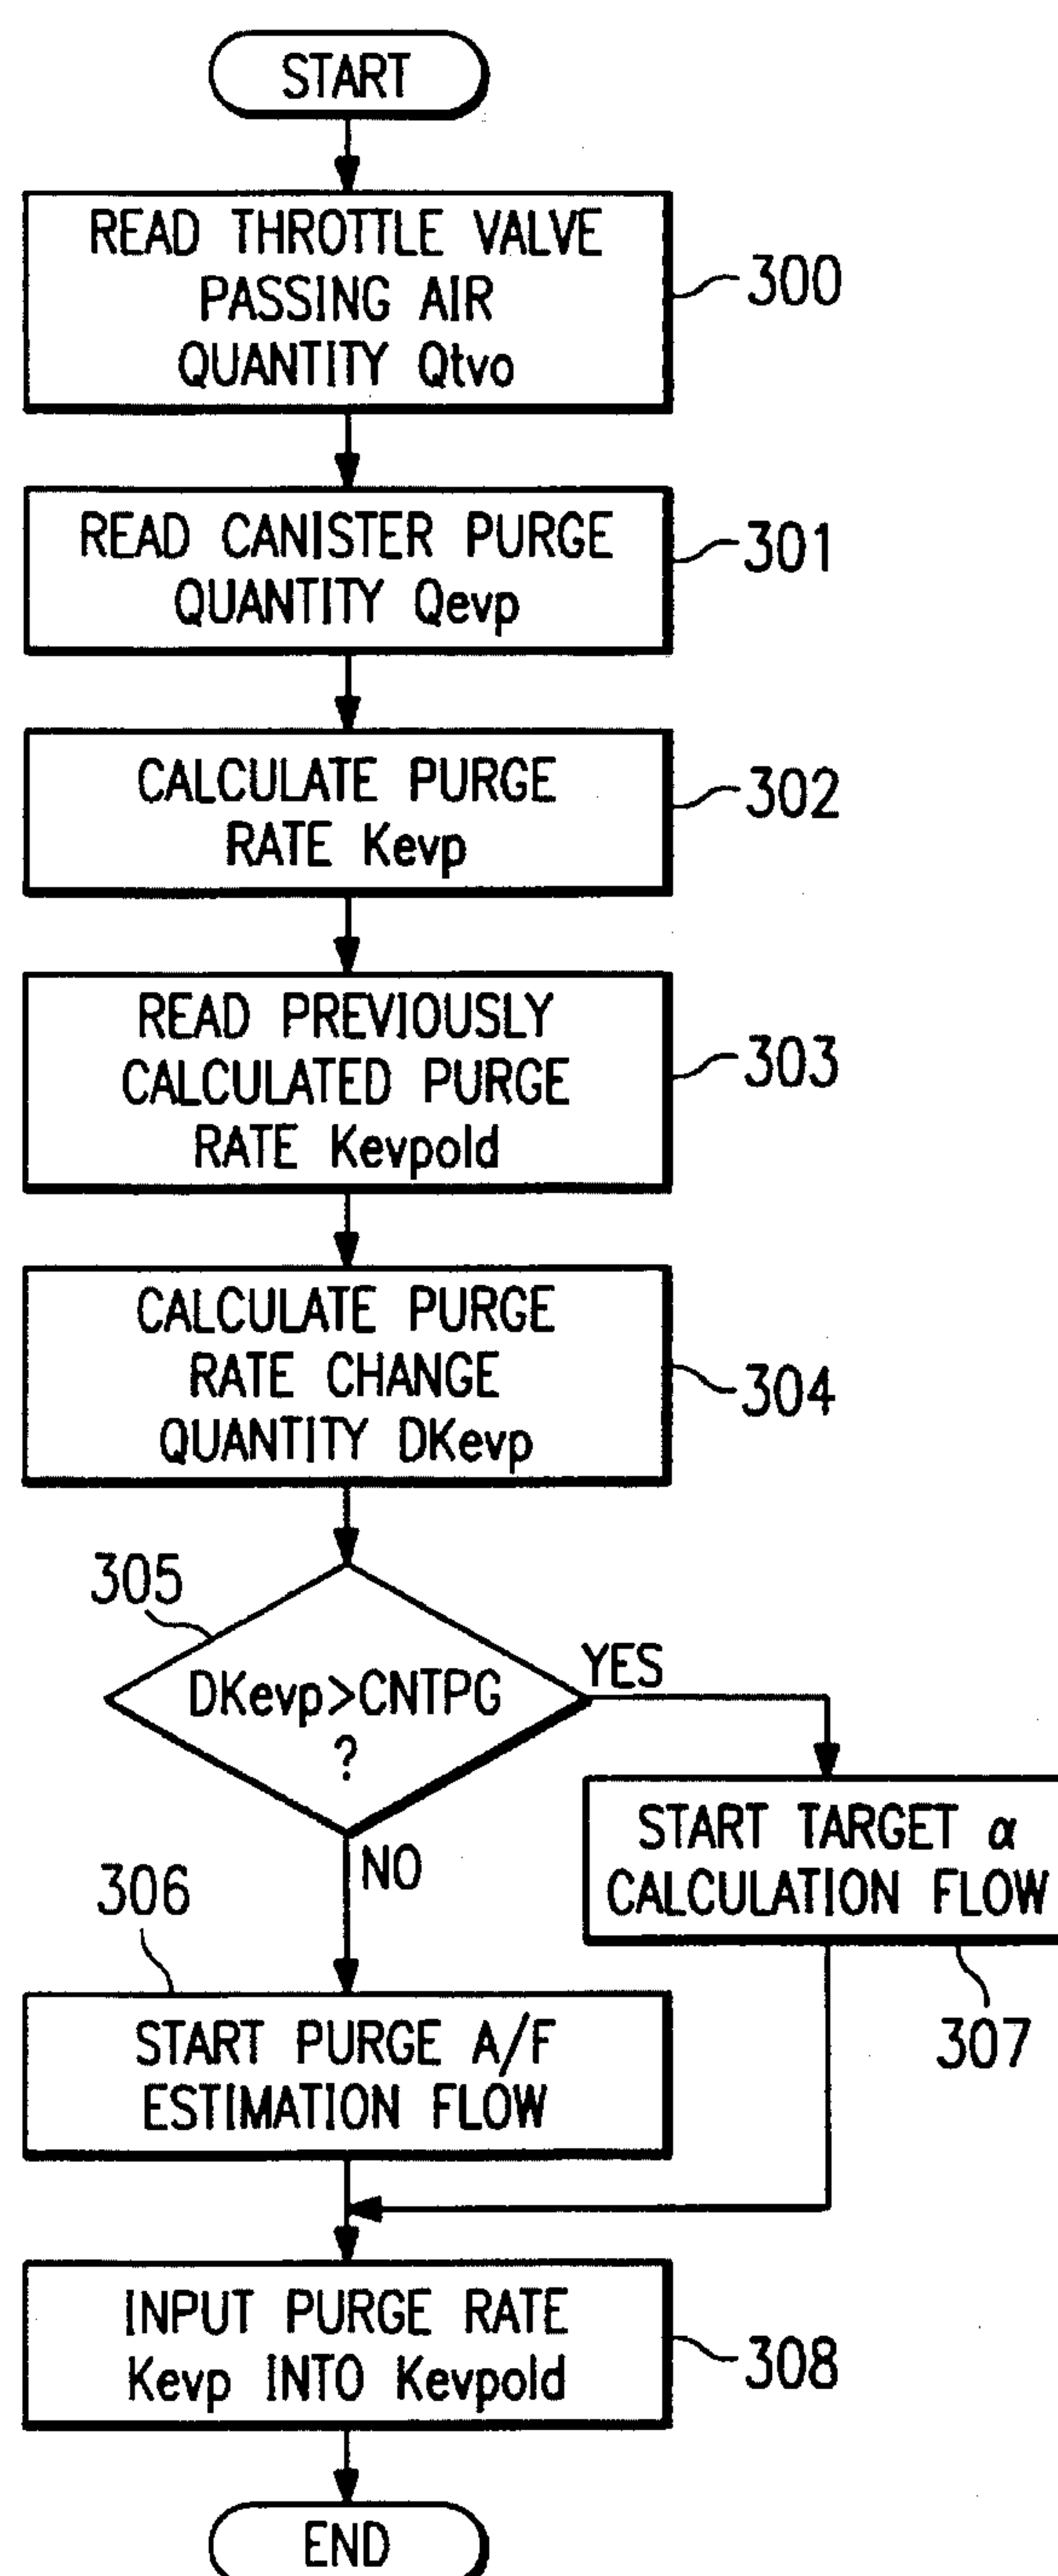 START
READ THROTTLE VALVE
PASSING AIR
QUANTITY Qtvo
300
READ CANISTER PURGE
QUANTITY Qevp
301
CALCULATE PURGE
RATE Kevp
302
READ PREVIOUSLY
CALCULATED PURGE
RATE Kevpold
303
CALCULATE PURGE
RATE CHANGE
QUANTITY DKevp
304
305
DKevp>CNTPG
?
YES
NO
START TARGET α
CALCULATION FLOW
307
306
START PURGE A/F
ESTIMATION FLOW
INPUT PURGE RATE
Kevp INTO Kevpold
308
END